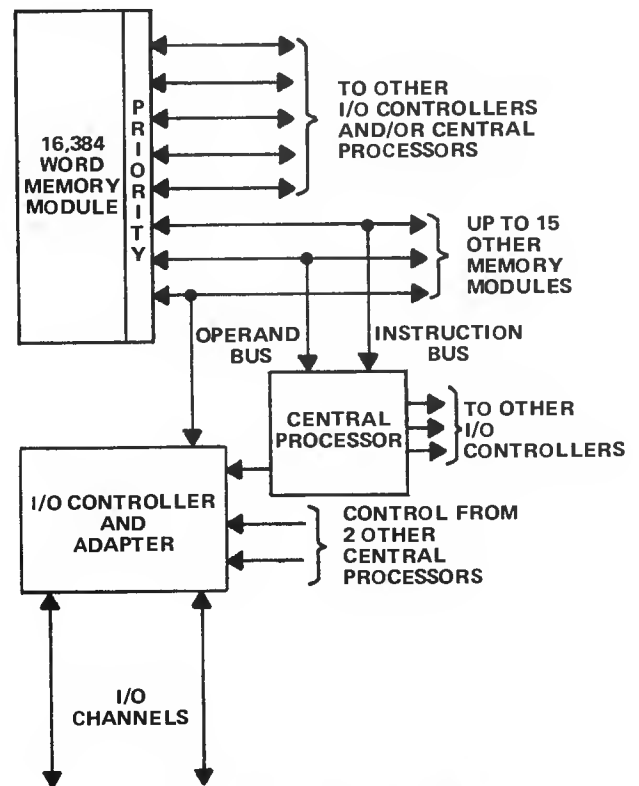 16,384
WORD
MEMORY
MODULE
PRIORITY
TO OTHER
I/O CONTROLLERS
AND/OR CENTRAL
PROCESSORS
UP TO 15
OTHER
MEMORY
MODULES
OPERAND
BUS
INSTRUCTION
BUS
CENTRAL
PROCESSOR
TO OTHER
I/O
CONTROLLERS
I/O CONTROLLER
AND
ADAPTER
CONTROL FROM
2 OTHER
CENTRAL
PROCESSORS
I/O
CHANNELS